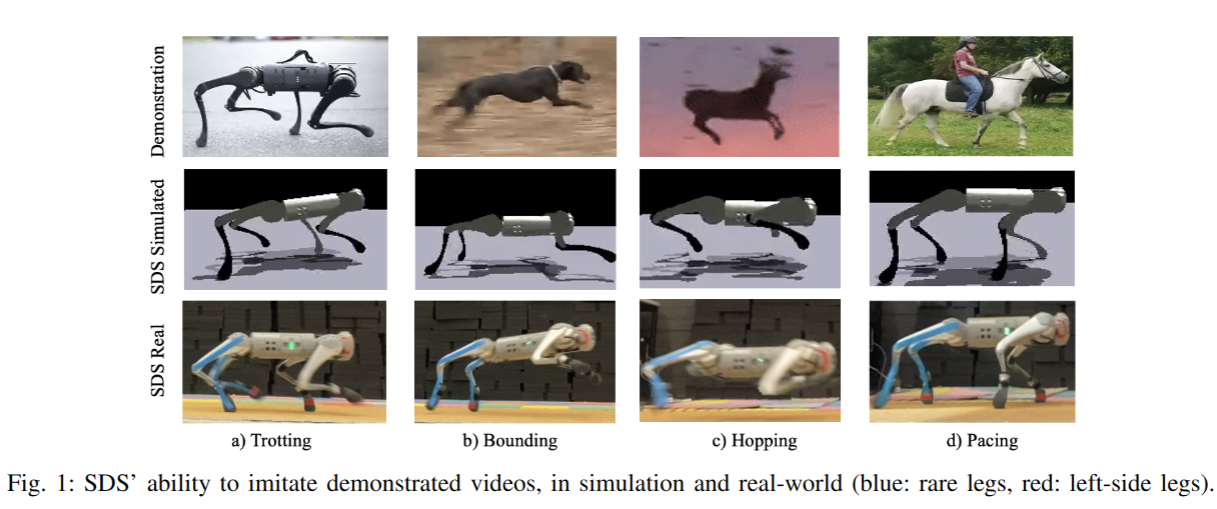 Demonstration
SDS Simulated
SDS Real
a) Trotting
b) Bounding
c) Hopping
d) Pacing
Fig. 1: SDS’ ability to imitate demonstrated videos, in simulation and real-world (blue: rare legs, red: left-side legs).